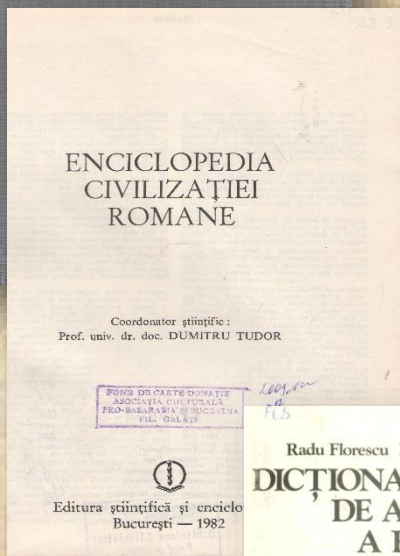 ENCICLOPEDIA
CIVILIZAŢIEI
ROMANE
Coordonator ştiinţific :
Prof. univ. dr. doc. DUMITRU TUDOR
FOND DE CARTE DONAŢIE
ASOCIAŢIA CULTURALĂ
PRO-BASARABIA ŞI BUCOVINA
FIL. GALAŢI
Editura ştiinţifică şi enciclo
Bucureşti — 1982
Radu Florescu
DICŢIONA
DE A